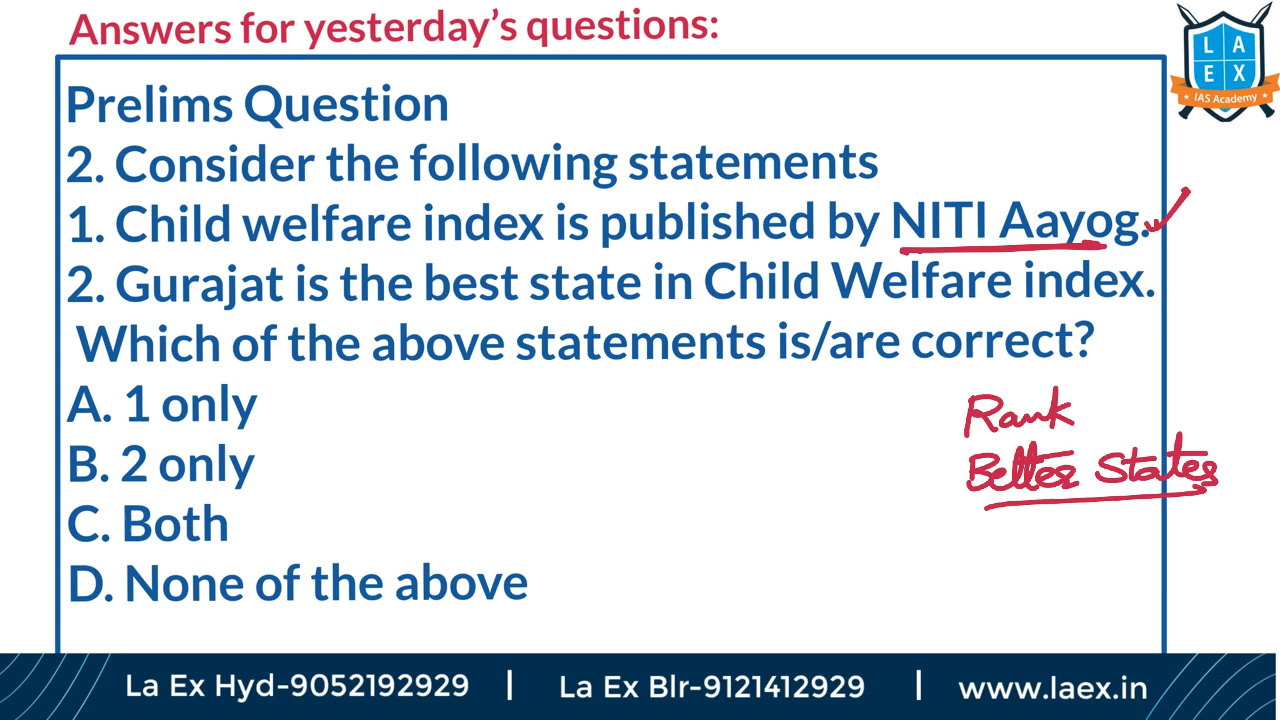 Answers for yesterday's questions:
L A
E X
IAS Academy
Prelims Question
2. Consider the following statements
1. Child welfare index is published by NITI Aayog.
2. Gurajat is the best state in Child Welfare index.
Which of the above statements is/are correct?
A. 1 only
Rank
B. 2 only
Better States
C. Both
D. None of the above
La Ex Hyd-9052192929 | La Ex Blr-9121412929 | www.laex.in